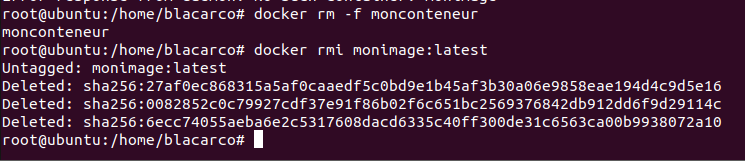 root@ubuntu:/home/blacarco# docker rm -f monconteneur
monconteneur
root@ubuntu:/home/blacarco# docker rmi monimage:latest
Untagged: monimage:latest
Deleted: sha256:27af0ec868315a5af0caaedf5c0bd9e1b45af3b30a06e9858eae194d4c9d5e16
Deleted: sha256:0082852c0c79927cdf37e91f86b02f6c651bc2569376842db912dd6f9d29114c
Deleted: sha256:6ecc74055aeba6e2c5317608dacd6335c40ff300de31c6563ca00b9938072a10
root@ubuntu:/home/blacarco#